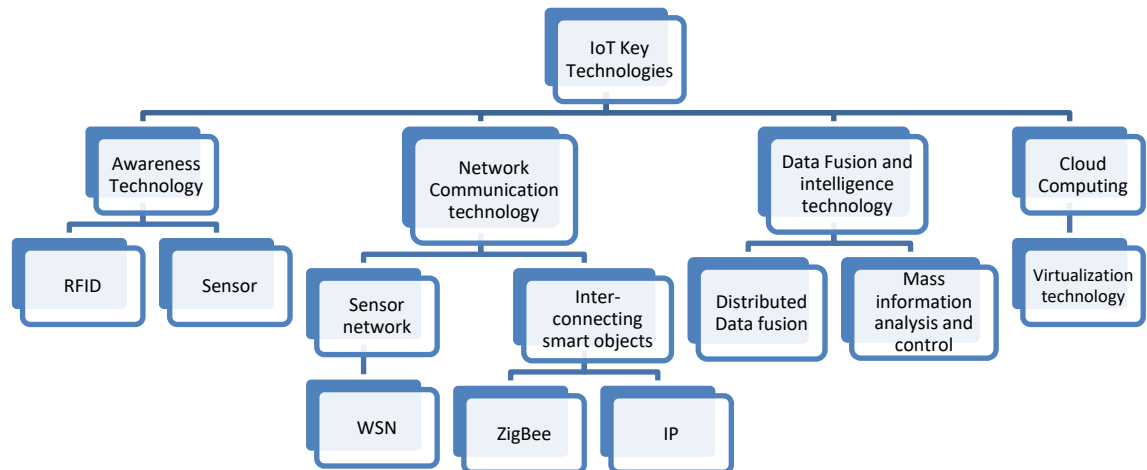 IoT Key
Technologies
Awareness
Technology
Network
Communication
technology
Data Fusion and
intelligence
technology
Cloud
Computing
RFID
Sensor
Sensor
network
Inter-
connecting
smart objects
Distributed
Data fusion
Mass
information
analysis and
control
Virtualization
technology
WSN
ZigBee
IP